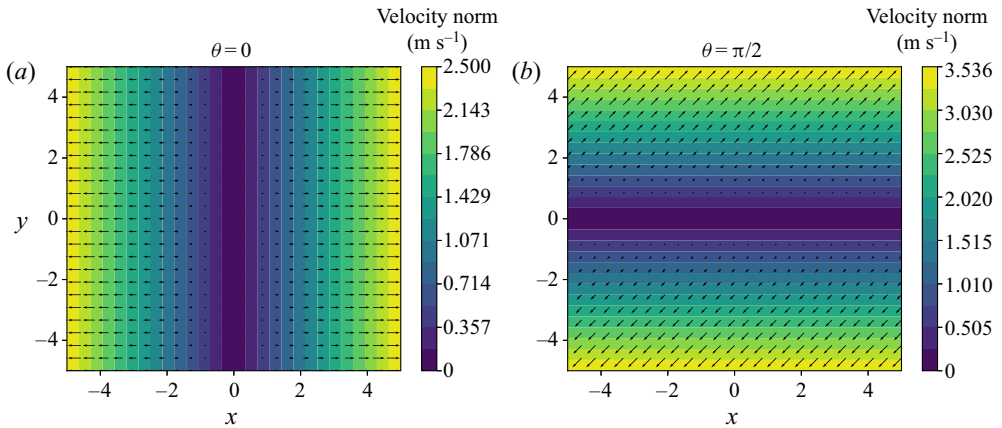 Velocity norm
(m s⁻¹)
θ = 0
(a)
4
2
y 0
−2
−4
−4 −2 0 2 4
x
2.500
2.143
1.786
1.429
1.071
0.714
0.357
0
Velocity norm
(m s⁻¹)
θ = π/2
(b)
4
2
0
−2
−4
−4 −2 0 2 4
x
3.536
3.030
2.525
2.020
1.515
1.010
0.505
0